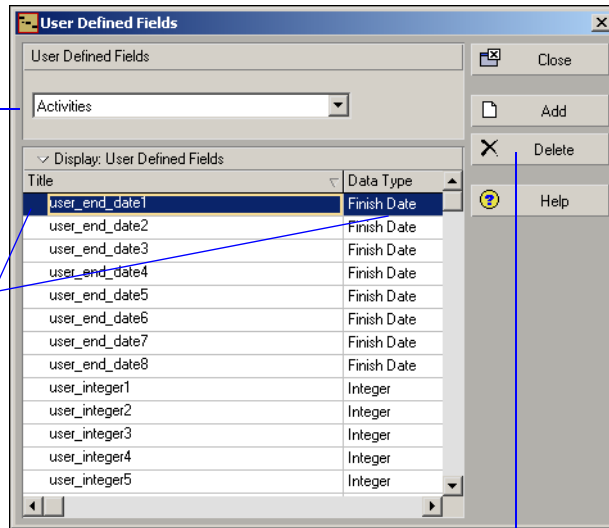 User Defined Fields
User Defined Fields
Close
Activities
Add
Display: User Defined Fields
Delete
Title Data Type
user_end_date1 Finish Date
Help
user_end_date2 Finish Date
user_end_date3 Finish Date
user_end_date4 Finish Date
user_end_date5 Finish Date
user_end_date6 Finish Date
user_end_date7 Finish Date
user_end_date8 Finish Date
user_integer1 Integer
user_integer2 Integer
user_integer3 Integer
user_integer4 Integer
user_integer5 Integer